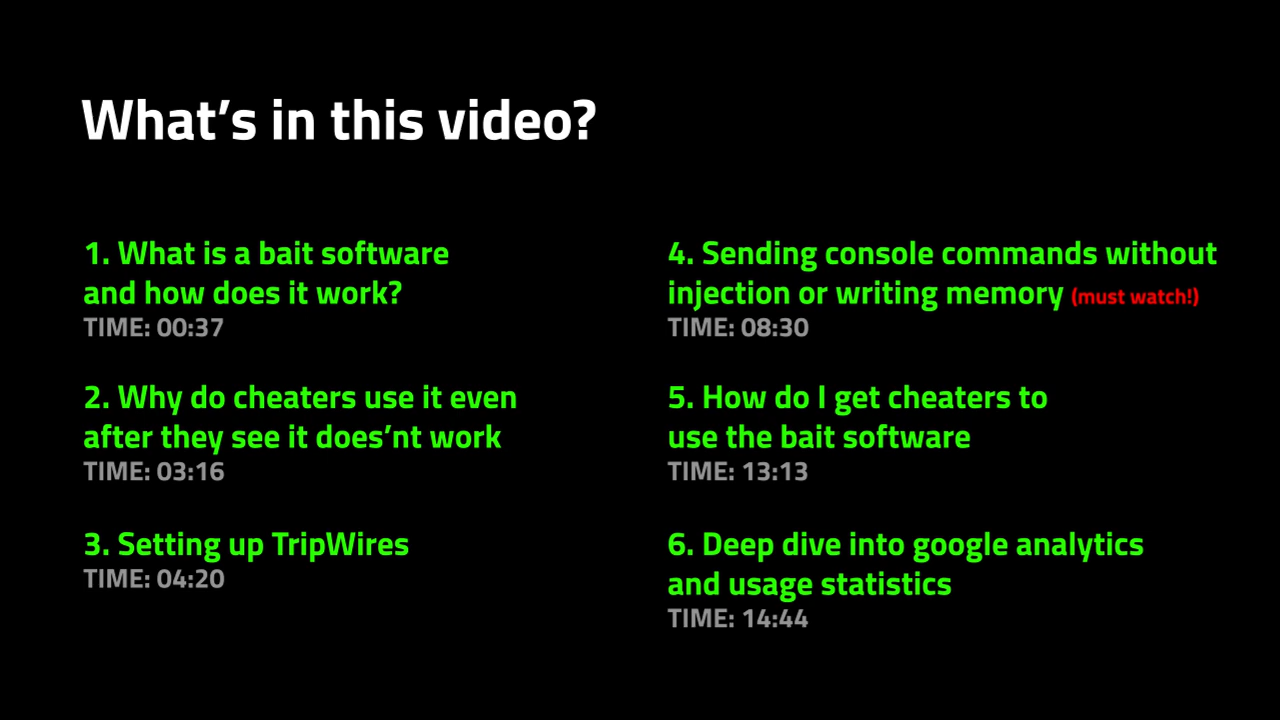 What’s in this video?
1. What is a bait software
and how does it work?
TIME: 00:37
2. Why do cheaters use it even
after they see it does’nt work
TIME: 03:16
3. Setting up TripWires
TIME: 04:20
4. Sending console commands without
injection or writing memory (must watch!)
TIME: 08:30
5. How do I get cheaters to
use the bait software
TIME: 13:13
6. Deep dive into google analytics
and usage statistics
TIME: 14:44